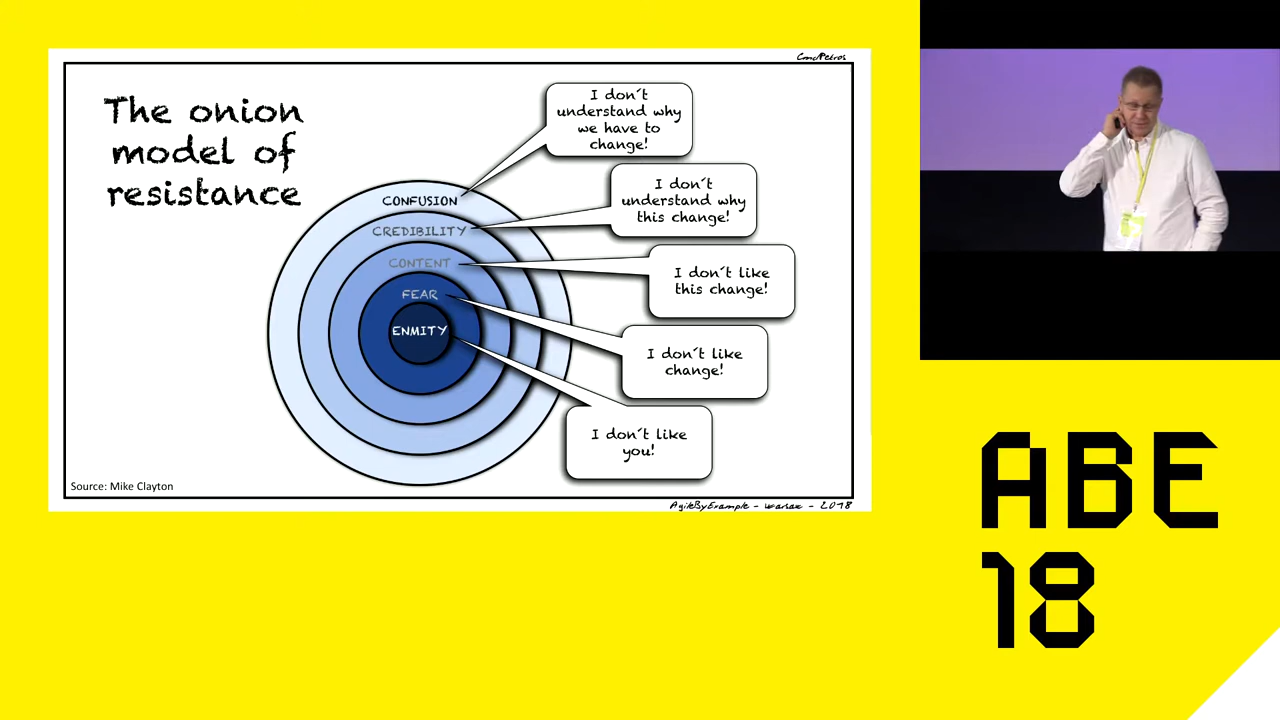 CmdPetros
The onion
model of
resistance
I don´t
understand why
we have to
change!
CONFUSION
I don´t
understand why
this change!
CREDIBILITY
CONTENT
I don´t like
this change!
FEAR
ENMITY
I don´t like
change!
I don´t like
you!
Source: Mike Clayton
AgileByExample - Warsaw - 2018
ABE
18